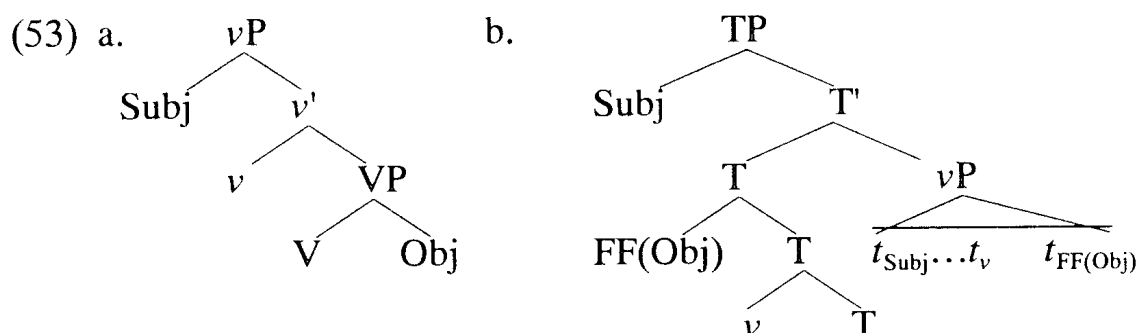 (53) a. vP b. TP
Subj v' Subj T'
v VP T vP
V Obj FF(Obj) T t_Subj...t_v t_FF(Obj)
v T